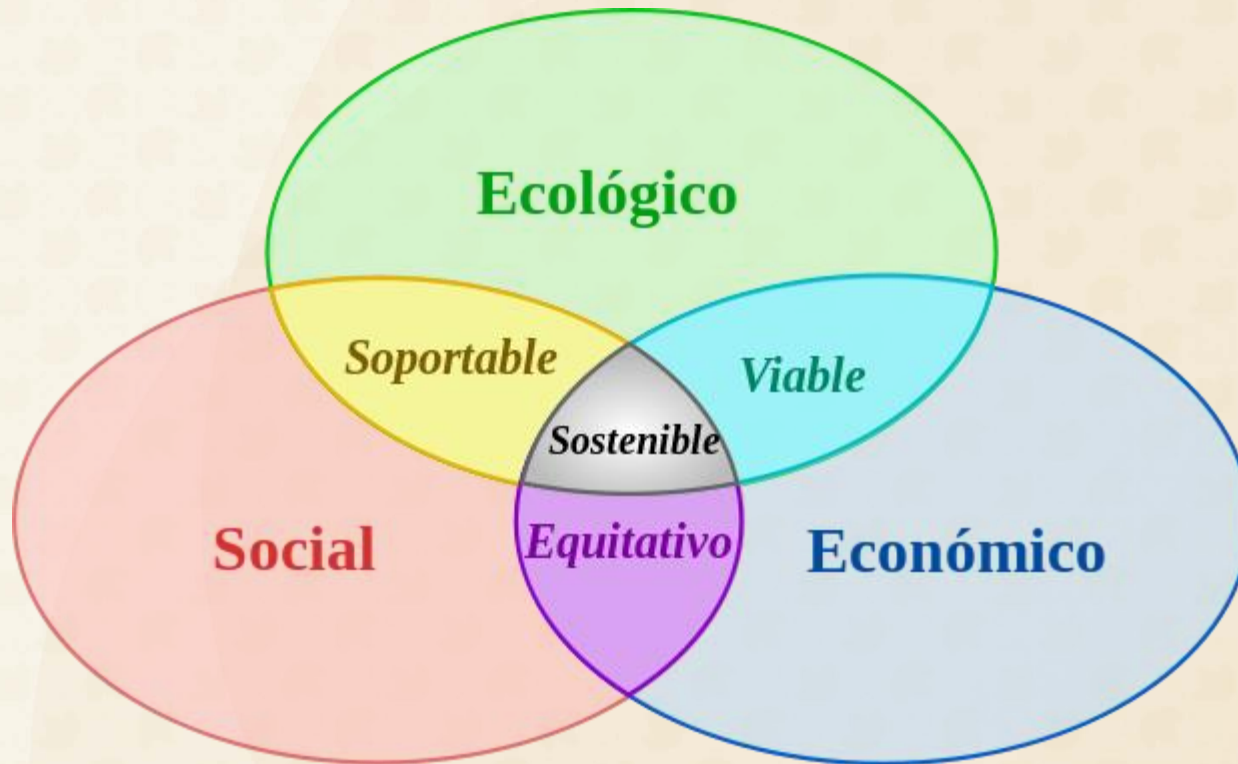 Ecológico
Soportable
Viable
Sostenible
Social
Equitativo
Económico